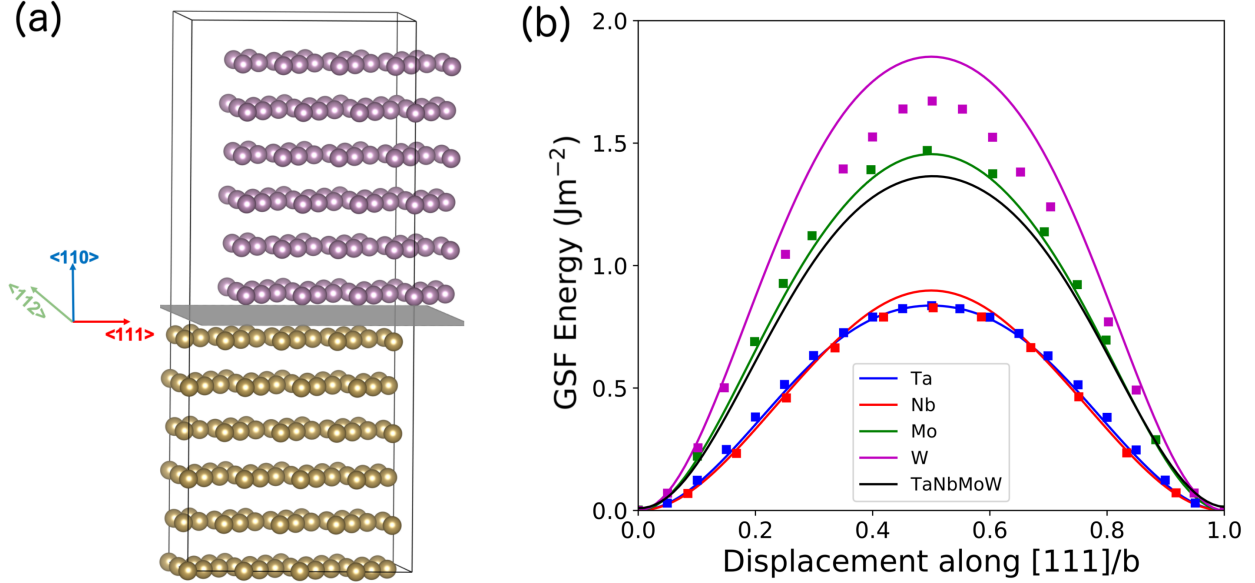 (a)
<110>
<112>
<111>
(b)
GSF Energy (Jm⁻²)
2.0
1.5
1.0
0.5
0.0
Ta
Nb
Mo
W
TaNbMoW
0.0 0.2 0.4 0.6 0.8 1.0
Displacement along [111]/b